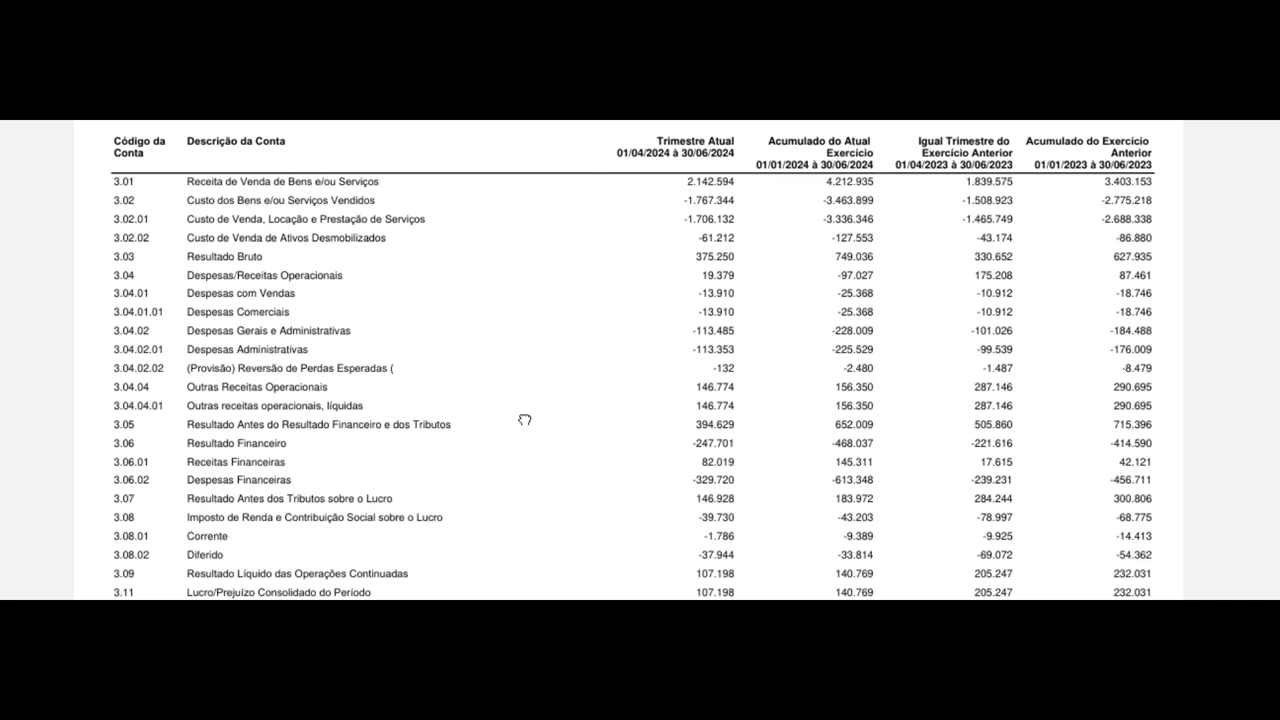 Código da Conta Descrição da Conta Trimestre Atual 01/04/2024 à 30/06/2024 Acumulado do Atual Exercício 01/01/2024 à 30/06/2024 Igual Trimestre do Exercício Anterior 01/04/2023 à 30/06/2023 Acumulado do Exercício Anterior 01/01/2023 à 30/06/2023
3.01 Receita de Venda de Bens e/ou Serviços 2.142.594 4.212.935 1.839.575 3.403.153
3.02 Custo dos Bens e/ou Serviços Vendidos -1.767.344 -3.463.899 -1.508.923 -2.775.218
3.02.01 Custo de Venda, Locação e Prestação de Serviços -1.706.132 -3.336.346 -1.465.749 -2.688.338
3.02.02 Custo de Venda de Ativos Desmobilizados -61.212 -127.553 -43.174 -86.880
3.03 Resultado Bruto 375.250 749.036 330.652 627.935
3.04 Despesas/Receitas Operacionais 19.379 -97.027 175.208 87.461
3.04.01 Despesas com Vendas -13.910 -25.368 -10.912 -18.746
3.04.01.01 Despesas Comerciais -13.910 -25.368 -10.912 -18.746
3.04.02 Despesas Gerais e Administrativas -113.485 -228.009 -101.026 -184.488
3.04.02.01 Despesas Administrativas -113.353 -225.529 -99.539 -176.009
3.04.02.02 (Provisão) Reversão de Perdas Esperadas ( -132 -2.480 -1.487 -8.479
3.04.04 Outras Receitas Operacionais 146.774 156.350 287.146 290.695
3.04.04.01 Outras receitas operacionais, líquidas 146.774 156.350 287.146 290.695
3.05 Resultado Antes do Resultado Financeiro e dos Tributos 394.629 652.009 505.860 715.396
3.06 Resultado Financeiro -247.701 -468.037 -221.616 -414.590
3.06.01 Receitas Financeiras 82.019 145.311 17.615 42.121
3.06.02 Despesas Financeiras -329.720 -613.348 -239.231 -456.711
3.07 Resultado Antes dos Tributos sobre o Lucro 146.928 183.972 284.244 300.806
3.08 Imposto de Renda e Contribuição Social sobre o Lucro -39.730 -43.203 -78.997 -68.775
3.08.01 Corrente -1.786 -9.389 -9.925 -14.413
3.08.02 Diferido -37.944 -33.814 -69.072 -54.362
3.09 Resultado Líquido das Operações Continuadas 107.198 140.769 205.247 232.031
3.11 Lucro/Prejuízo Consolidado do Período 107.198 140.769 205.247 232.031